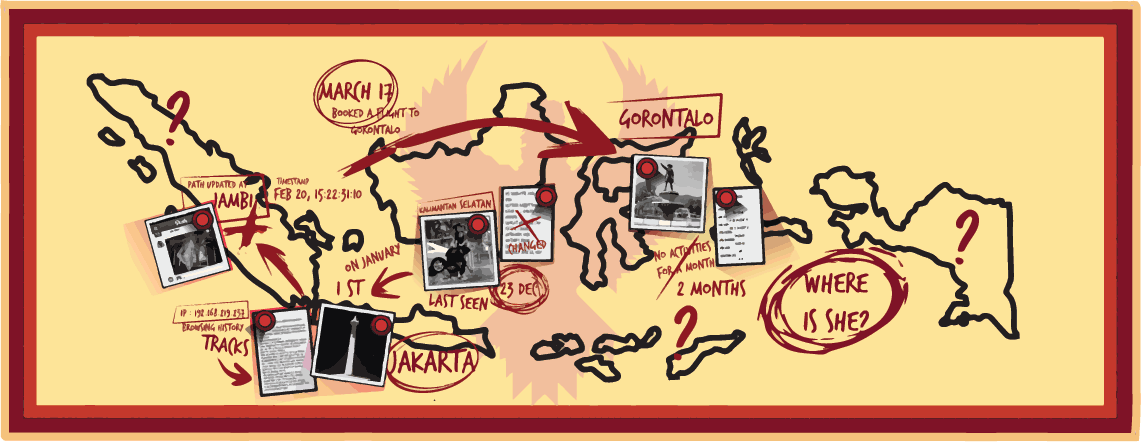 MARCH 17
BOOKED A FLIGHT TO
GORONTALO
GORONTALO
?
PATH UPDATED AT
JAMBI
TIMESTAMP
FEB 20, 15:22:31:10
KALIMANTAN SELATAN
CHANGED
LAST SEEN
23 DEC
ON JANUARY
1 ST
IP : 192.168.219.237
BROWSING HISTORY
TRACKS
JAKARTA
NO ACTIVITIES
FOR A MONTH
2 MONTHS
?
WHERE
IS SHE?
?